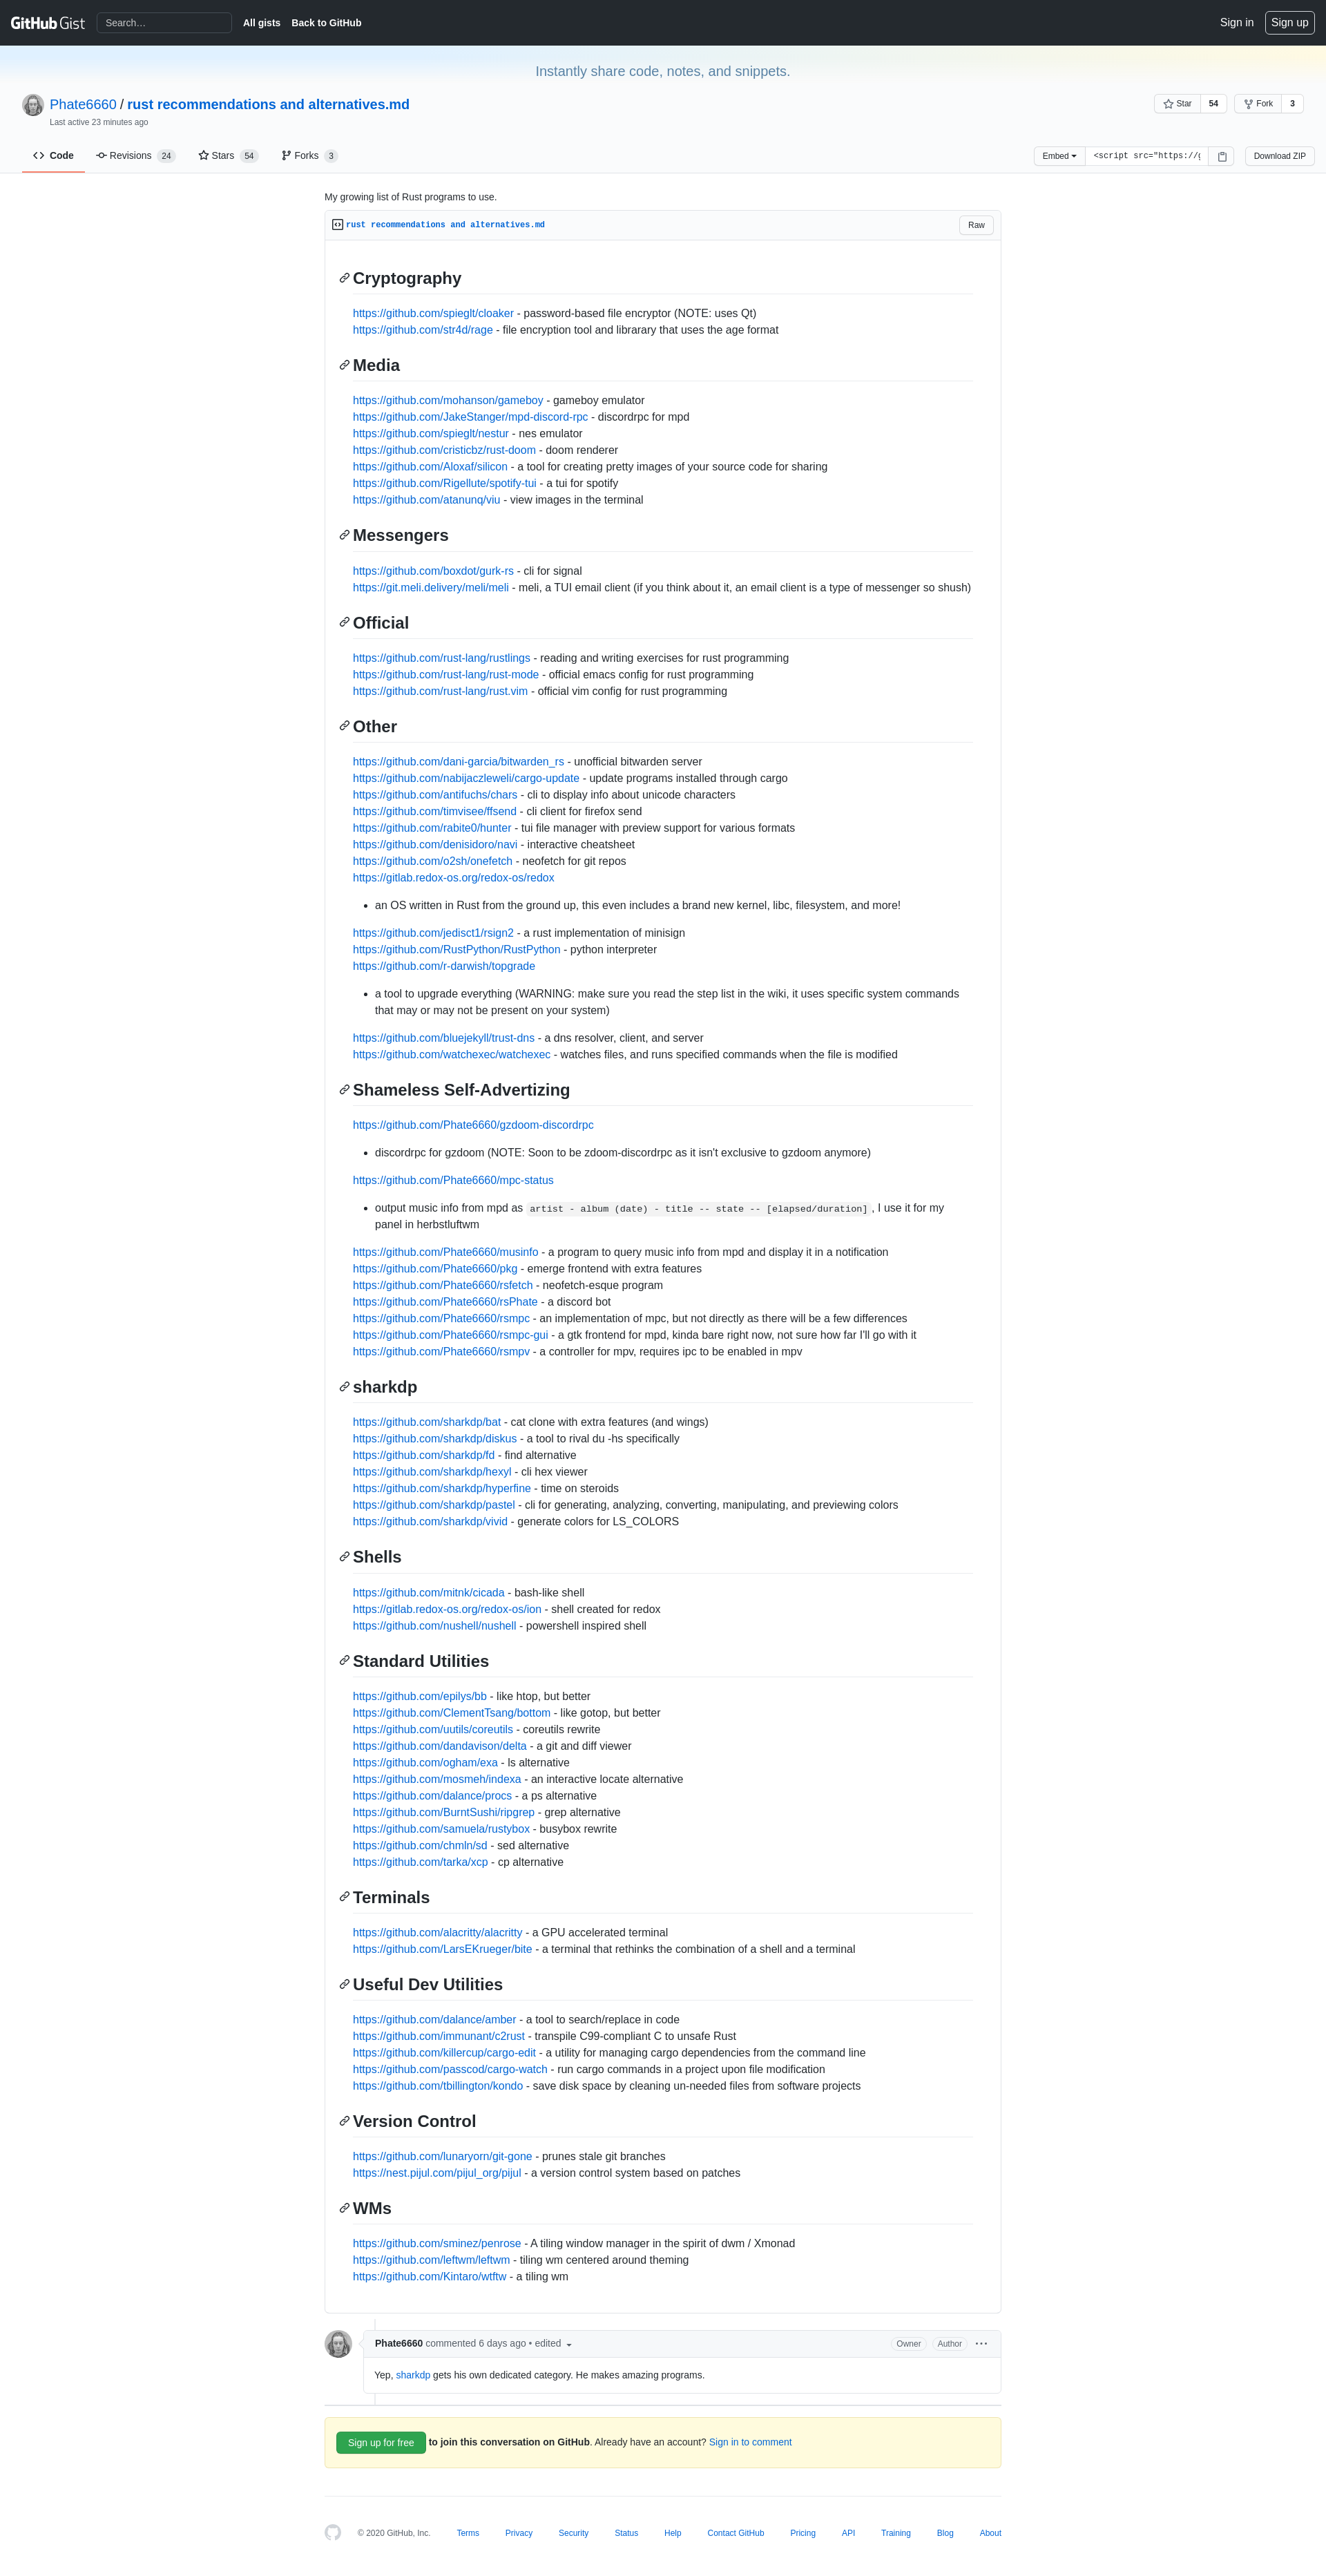 GitHub Gist
Search…
All gists
Back to GitHub
Sign in
Sign up
Instantly share code, notes, and snippets.
Phate6660 / rust recommendations and alternatives.md
Last active 23 minutes ago
Star 54
Fork 3
Code
Revisions 24
Stars 54
Forks 3
Embed
<script src="https://g
Download ZIP
My growing list of Rust programs to use.
rust recommendations and alternatives.md
Raw
Cryptography
https://github.com/spieglt/cloaker - password-based file encryptor (NOTE: uses Qt)
https://github.com/str4d/rage - file encryption tool and librarary that uses the age format
Media
https://github.com/mohanson/gameboy - gameboy emulator
https://github.com/JakeStanger/mpd-discord-rpc - discordrpc for mpd
https://github.com/spieglt/nestur - nes emulator
https://github.com/cristicbz/rust-doom - doom renderer
https://github.com/Aloxaf/silicon - a tool for creating pretty images of your source code for sharing
https://github.com/Rigellute/spotify-tui - a tui for spotify
https://github.com/atanunq/viu - view images in the terminal
Messengers
https://github.com/boxdot/gurk-rs - cli for signal
https://git.meli.delivery/meli/meli - meli, a TUI email client (if you think about it, an email client is a type of messenger so shush)
Official
https://github.com/rust-lang/rustlings - reading and writing exercises for rust programming
https://github.com/rust-lang/rust-mode - official emacs config for rust programming
https://github.com/rust-lang/rust.vim - official vim config for rust programming
Other
https://github.com/dani-garcia/bitwarden_rs - unofficial bitwarden server
https://github.com/nabijaczleweli/cargo-update - update programs installed through cargo
https://github.com/antifuchs/chars - cli to display info about unicode characters
https://github.com/timvisee/ffsend - cli client for firefox send
https://github.com/rabite0/hunter - tui file manager with preview support for various formats
https://github.com/denisidoro/navi - interactive cheatsheet
https://github.com/o2sh/onefetch - neofetch for git repos
https://gitlab.redox-os.org/redox-os/redox
• an OS written in Rust from the ground up, this even includes a brand new kernel, libc, filesystem, and more!
https://github.com/jedisct1/rsign2 - a rust implementation of minisign
https://github.com/RustPython/RustPython - python interpreter
https://github.com/r-darwish/topgrade
• a tool to upgrade everything (WARNING: make sure you read the step list in the wiki, it uses specific system commands
that may or may not be present on your system)
https://github.com/bluejekyll/trust-dns - a dns resolver, client, and server
https://github.com/watchexec/watchexec - watches files, and runs specified commands when the file is modified
Shameless Self-Advertizing
https://github.com/Phate6660/gzdoom-discordrpc
• discordrpc for gzdoom (NOTE: Soon to be zdoom-discordrpc as it isn't exclusive to gzdoom anymore)
https://github.com/Phate6660/mpc-status
• output music info from mpd as artist - album (date) - title -- state -- [elapsed/duration], I use it for my
panel in herbstluftwm
https://github.com/Phate6660/musinfo - a program to query music info from mpd and display it in a notification
https://github.com/Phate6660/pkg - emerge frontend with extra features
https://github.com/Phate6660/rsfetch - neofetch-esque program
https://github.com/Phate6660/rsPhate - a discord bot
https://github.com/Phate6660/rsmpc - an implementation of mpc, but not directly as there will be a few differences
https://github.com/Phate6660/rsmpc-gui - a gtk frontend for mpd, kinda bare right now, not sure how far I'll go with it
https://github.com/Phate6660/rsmpv - a controller for mpv, requires ipc to be enabled in mpv
sharkdp
https://github.com/sharkdp/bat - cat clone with extra features (and wings)
https://github.com/sharkdp/diskus - a tool to rival du -hs specifically
https://github.com/sharkdp/fd - find alternative
https://github.com/sharkdp/hexyl - cli hex viewer
https://github.com/sharkdp/hyperfine - time on steroids
https://github.com/sharkdp/pastel - cli for generating, analyzing, converting, manipulating, and previewing colors
https://github.com/sharkdp/vivid - generate colors for LS_COLORS
Shells
https://github.com/mitnk/cicada - bash-like shell
https://gitlab.redox-os.org/redox-os/ion - shell created for redox
https://github.com/nushell/nushell - powershell inspired shell
Standard Utilities
https://github.com/epilys/bb - like htop, but better
https://github.com/ClementTsang/bottom - like gotop, but better
https://github.com/uutils/coreutils - coreutils rewrite
https://github.com/dandavison/delta - a git and diff viewer
https://github.com/ogham/exa - ls alternative
https://github.com/mosmeh/indexa - an interactive locate alternative
https://github.com/dalance/procs - a ps alternative
https://github.com/BurntSushi/ripgrep - grep alternative
https://github.com/samuela/rustybox - busybox rewrite
https://github.com/chmln/sd - sed alternative
https://github.com/tarka/xcp - cp alternative
Terminals
https://github.com/alacritty/alacritty - a GPU accelerated terminal
https://github.com/LarsEKrueger/bite - a terminal that rethinks the combination of a shell and a terminal
Useful Dev Utilities
https://github.com/dalance/amber - a tool to search/replace in code
https://github.com/immunant/c2rust - transpile C99-compliant C to unsafe Rust
https://github.com/killercup/cargo-edit - a utility for managing cargo dependencies from the command line
https://github.com/passcod/cargo-watch - run cargo commands in a project upon file modification
https://github.com/tbillington/kondo - save disk space by cleaning un-needed files from software projects
Version Control
https://github.com/lunaryorn/git-gone - prunes stale git branches
https://nest.pijul.com/pijul_org/pijul - a version control system based on patches
WMs
https://github.com/sminez/penrose - A tiling window manager in the spirit of dwm / Xmonad
https://github.com/leftwm/leftwm - tiling wm centered around theming
https://github.com/Kintaro/wtftw - a tiling wm
Phate6660 commented 6 days ago • edited
Owner
Author
Yep, sharkdp gets his own dedicated category. He makes amazing programs.
Sign up for free to join this conversation on GitHub. Already have an account? Sign in to comment
© 2020 GitHub, Inc.
Terms
Privacy
Security
Status
Help
Contact GitHub
Pricing
API
Training
Blog
About